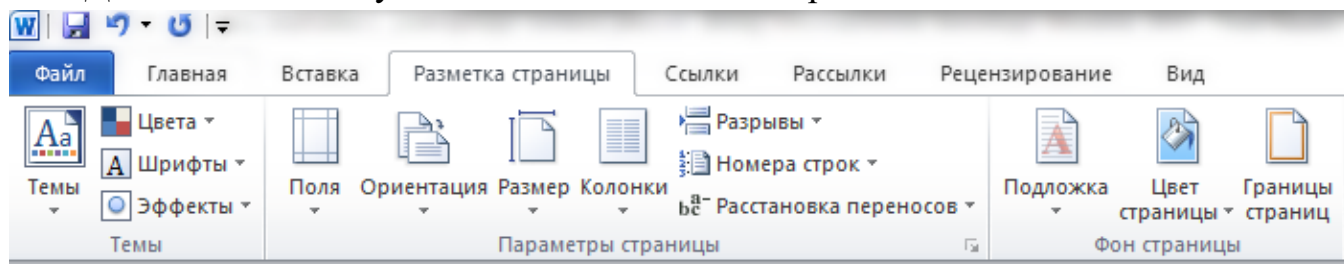 W
Файл Главная Вставка Разметка страницы Ссылки Рассылки Рецензирование Вид
Aa
Темы
Цвета
A Шрифты
Эффекты
Темы
Поля
Ориентация
Размер
Колонки
Разрывы
Номера строк
Расстановка переносов
Параметры страницы
A
Подложка
Цвет
страницы
Границы
страниц
Фон страницы